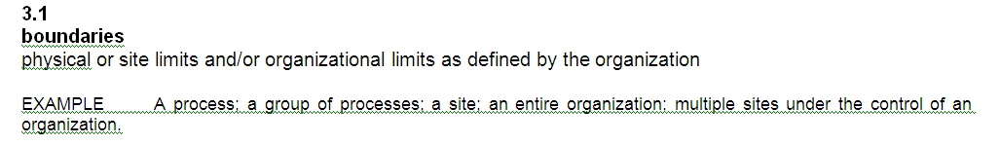 3.1
boundaries
physical or site limits and/or organizational limits as defined by the organization
EXAMPLE A process; a group of processes; a site; an entire organization; multiple sites under the control of an
organization.